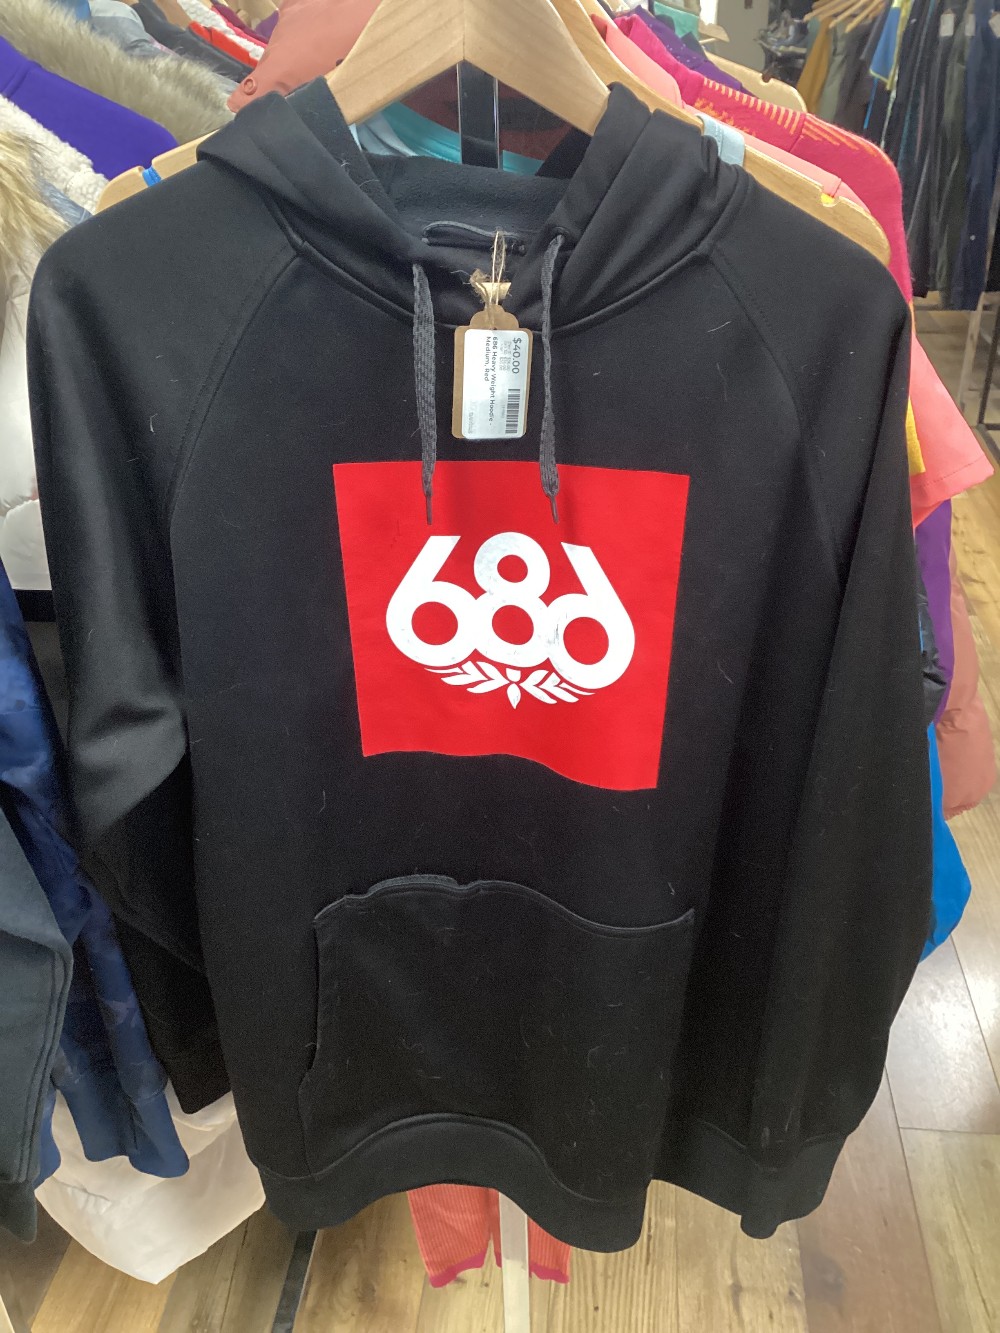 $40.00
686 Heavy Weight Hoodie -
Medium, Red
686